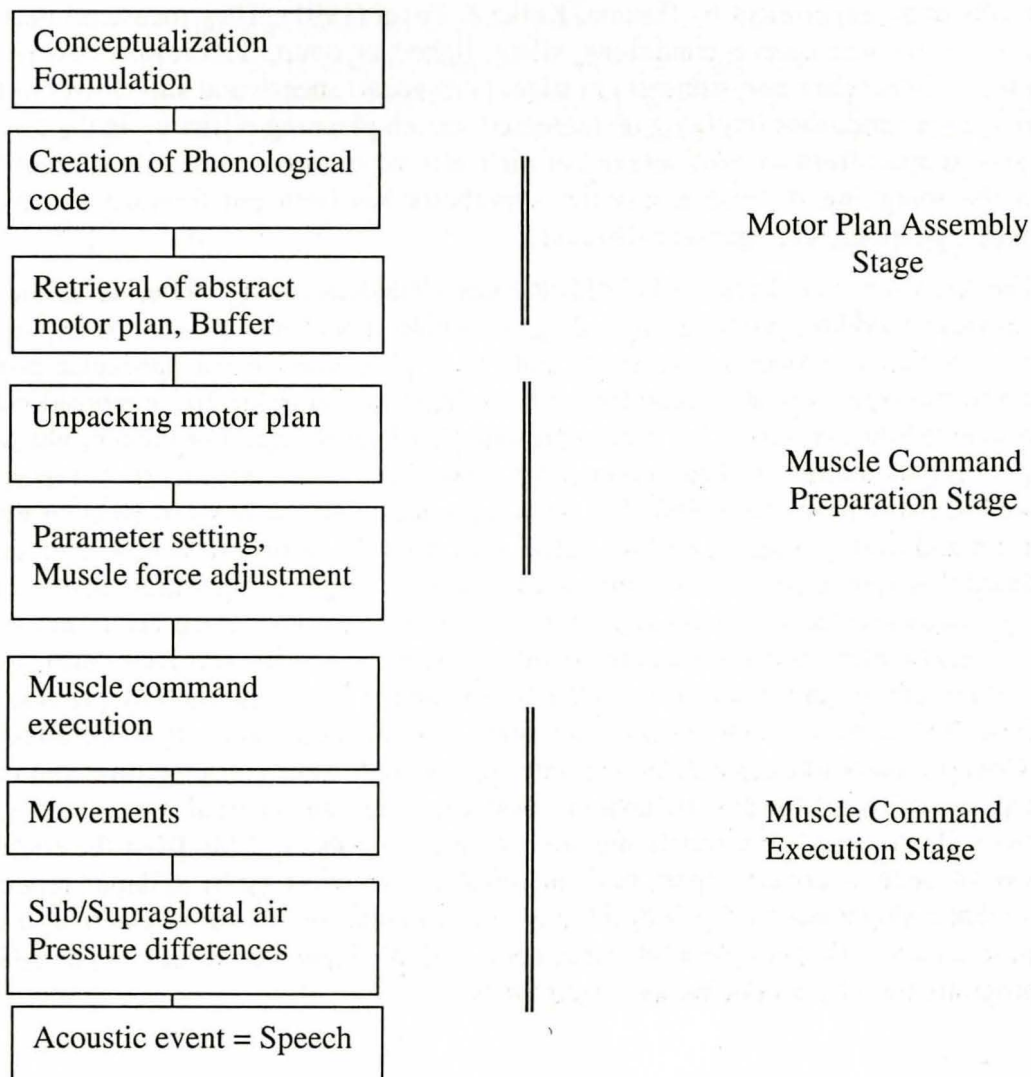 Conceptualization
Formulation
Creation of Phonological
code
Motor Plan Assembly
Stage
Retrieval of abstract
motor plan, Buffer
Unpacking motor plan
Muscle Command
Preparation Stage
Parameter setting,
Muscle force adjustment
Muscle command
execution
Movements
Muscle Command
Execution Stage
Sub/Supraglottal air
Pressure differences
Acoustic event = Speech